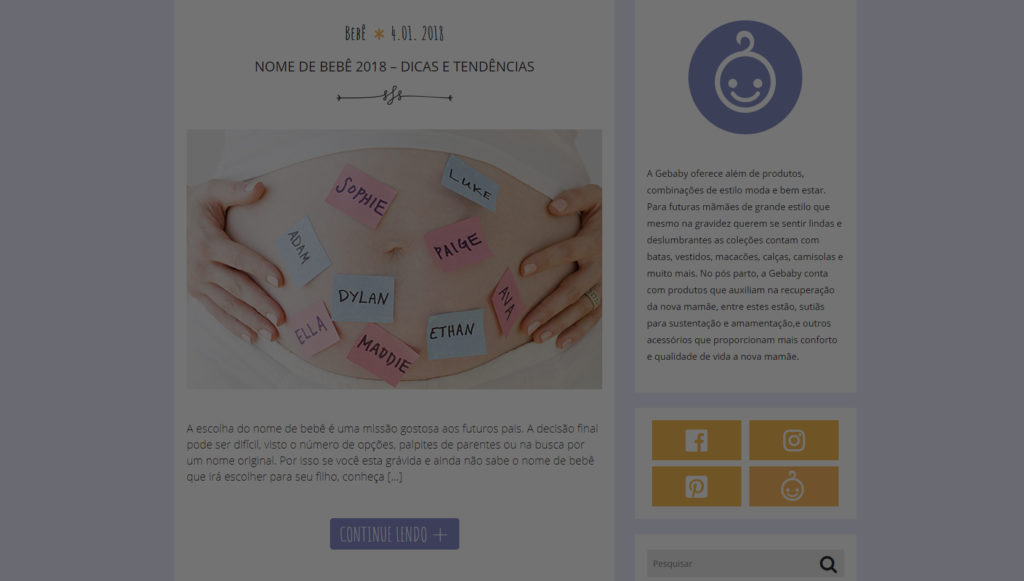 Bebê * 4.01. 2018
NOME DE BEBÊ 2018 – DICAS E TENDÊNCIAS
SOPHIE
LUKE
ADAM
PAIGE
DYLAN
AVA
ELLA
ETHAN
MADDIE
A escolha do nome de bebê é uma missão gostosa aos futuros pais. A decisão final
pode ser difícil, visto o número de opções, palpites de parentes ou na busca por
um nome original. Por isso se você esta grávida e ainda não sabe o nome de bebê
que irá escolher para seu filho, conheça [...]
CONTINUE LENDO +
A Gebaby oferece além de produtos,
combinações de estilo moda e bem estar.
Para futuras mâmães de grande estilo que
mesmo na gravidez querem se sentir lindas e
deslumbrantes as coleções contam com
batas, vestidos, macacões, calças, camisolas e
muito mais. No pós parto, a Gebaby conta
com produtos que auxiliam na recuperação
da nova mamãe, entre estes estão, sutiãs
para sustentação e amamentação,e outros
acessórios que proporcionam mais conforto
e qualidade de vida a nova mamãe.
Pesquisar